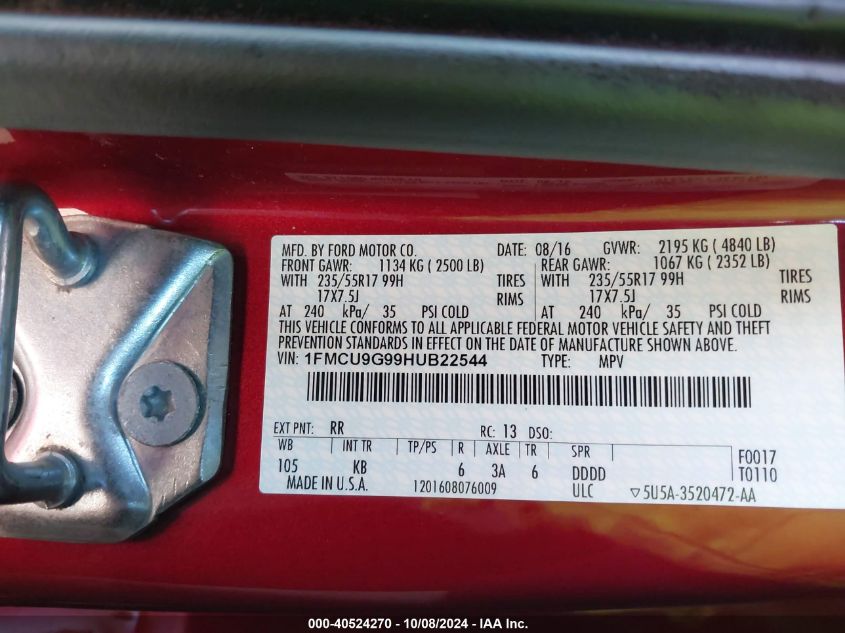 MFD. BY FORD MOTOR CO. DATE: 08/16 GVWR: 2195 KG ( 4840 LB)
FRONT GAWR: 1134 KG ( 2500 LB) REAR GAWR: 1067 KG ( 2352 LB)
WITH 235/55R17 99H TIRES WITH 235/55R17 99H TIRES
17X7.5J RIMS 17X7.5J RIMS
AT 240 kPa/ 35 PSI COLD AT 240 kPa/ 35 PSI COLD
THIS VEHICLE CONFORMS TO ALL APPLICABLE FEDERAL MOTOR VEHICLE SAFETY AND THEFT
PREVENTION STANDARDS IN EFFECT ON THE DATE OF MANUFACTURE SHOWN ABOVE.
VIN: 1FMCU9G99HUB22544 TYPE: MPV
EXT PNT: RR RC: 13 DSO:
WB INT TR TP/PS R AXLE TR SPR F0017
105 KB 6 3A 6 DDDD T0110
MADE IN U.S.A. 1201608076009 ULC ▽5U5A-3520472-AA
000-40524270 - 10/08/2024 - IAA Inc.